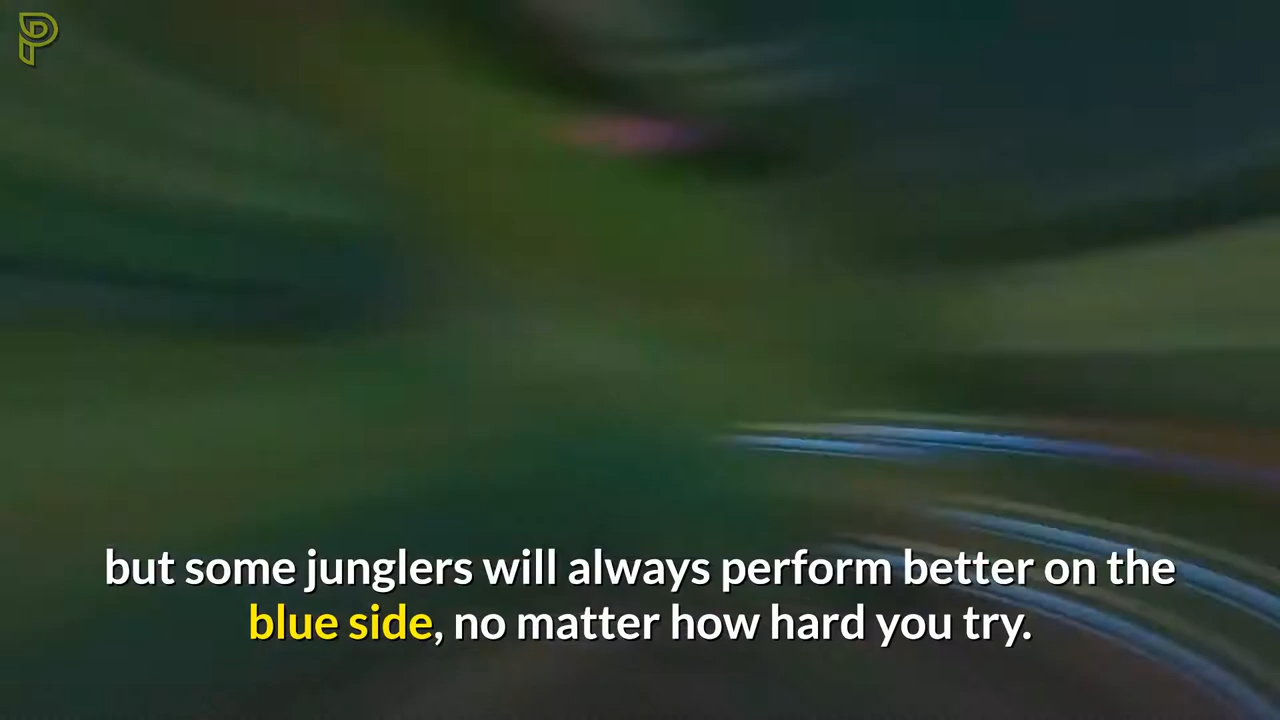 but some junglers will always perform better on the
blue side, no matter how hard you try.